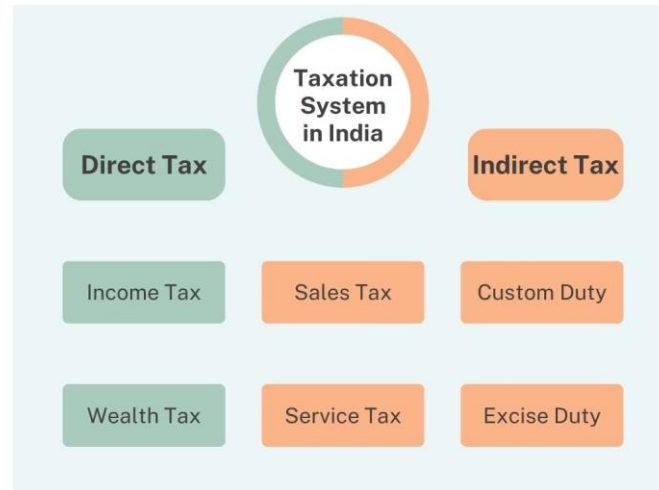 Taxation
System
in India
Direct Tax
Indirect Tax
Income Tax
Sales Tax
Custom Duty
Wealth Tax
Service Tax
Excise Duty